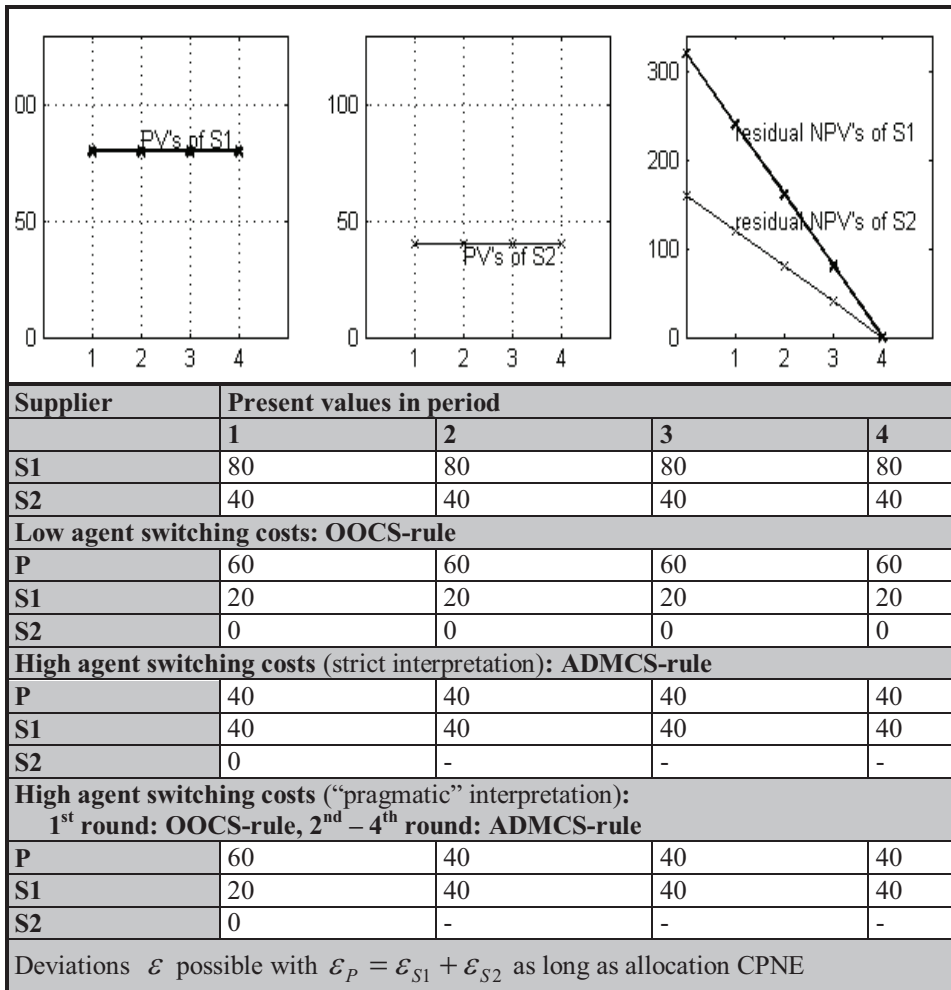 00
50
0
PV's of S1
1 2 3 4
100
50
0
PV's of S2
1 2 3 4
300
200
100
0
residual NPV's of S1
residual NPV's of S2
1 2 3 4
Supplier Present values in period
1 2 3 4
S1 80 80 80 80
S2 40 40 40 40
Low agent switching costs: OOCS-rule
P 60 60 60 60
S1 20 20 20 20
S2 0 0 0 0
High agent switching costs (strict interpretation): ADMCS-rule
P 40 40 40 40
S1 40 40 40 40
S2 0 - - -
High agent switching costs ("pragmatic" interpretation):
1st round: OOCS-rule, 2nd – 4th round: ADMCS-rule
P 60 40 40 40
S1 20 40 40 40
S2 0 - - -
Deviations ε possible with ε_P = ε_S1 + ε_S2 as long as allocation CPNE